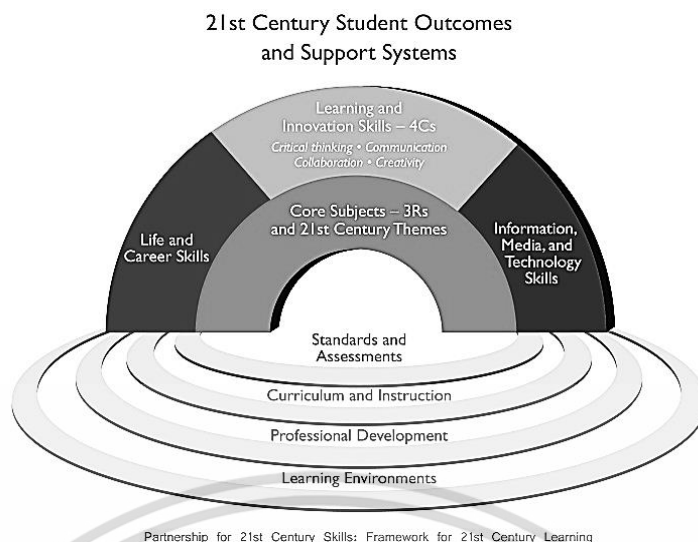 21st Century Student Outcomes
and Support Systems
Learning and
Innovation Skills – 4Cs
Critical thinking • Communication
Collaboration • Creativity
Core Subjects – 3Rs
and 21st Century Themes
Life and
Career Skills
Information,
Media, and
Technology
Skills
Standards and
Assessments
Curriculum and Instruction
Professional Development
Learning Environments
Partnership for 21st Century Skills: Framework for 21st Century Learning